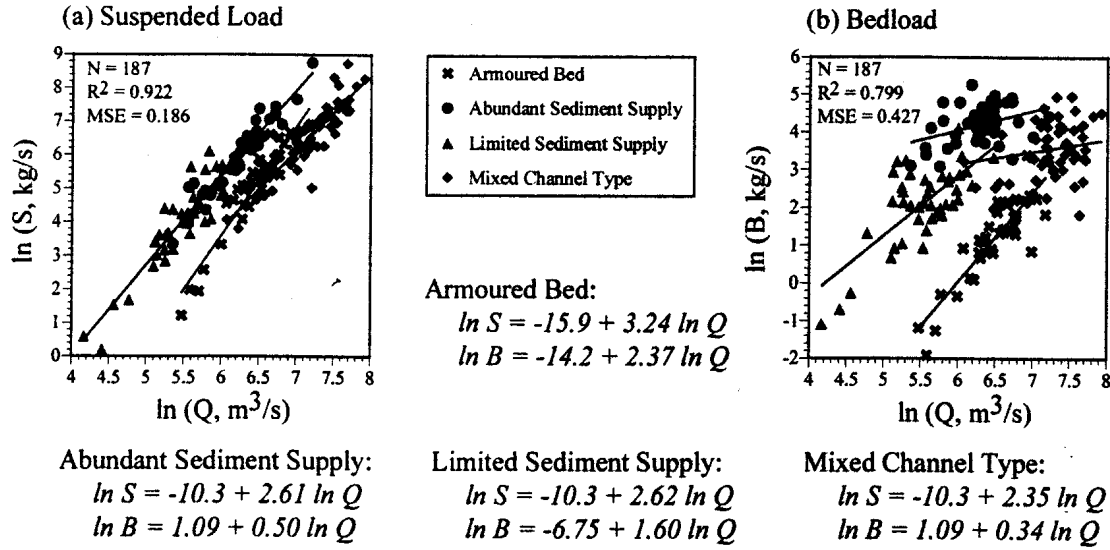 (a) Suspended Load
N = 187
R² = 0.922
MSE = 0.186
9
8
7
6
5
4
3
2
1
0
ln (S, kg/s)
4 4.5 5 5.5 6 6.5 7 7.5 8
ln (Q, m³/s)
Armoured Bed
Abundant Sediment Supply
Limited Sediment Supply
Mixed Channel Type
(b) Bedload
N = 187
R² = 0.799
MSE = 0.427
6
5
4
3
2
1
0
-1
-2
ln (B, kg/s)
4 4.5 5 5.5 6 6.5 7 7.5 8
ln (Q, m³/s)
Armoured Bed:
ln S = -15.9 + 3.24 ln Q
ln B = -14.2 + 2.37 ln Q
Abundant Sediment Supply:
ln S = -10.3 + 2.61 ln Q
ln B = 1.09 + 0.50 ln Q
Limited Sediment Supply:
ln S = -10.3 + 2.62 ln Q
ln B = -6.75 + 1.60 ln Q
Mixed Channel Type:
ln S = -10.3 + 2.35 ln Q
ln B = 1.09 + 0.34 ln Q